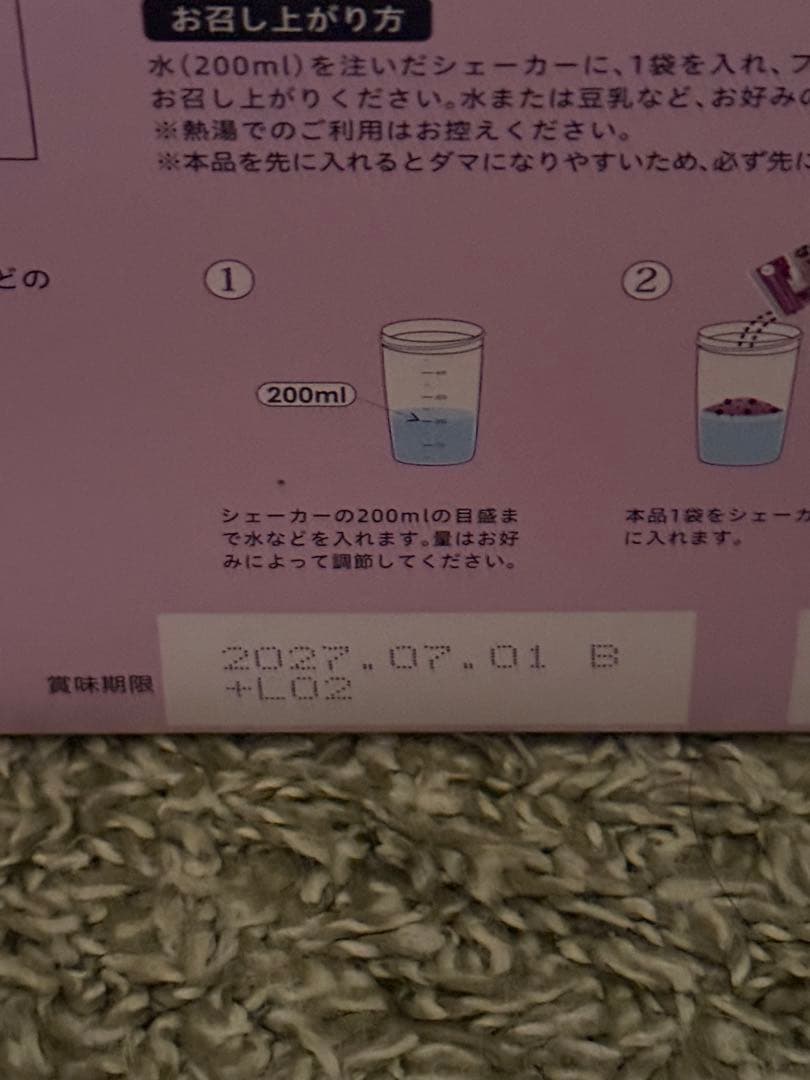 お召し上がり方
水(200ml)を注いだシェーカーに、1袋を入れ、フ
お召し上がりください。水または豆乳など、お好みの
※熱湯でのご利用はお控えください。
※本品を先に入れるとダマになりやすいため、必ず先に
どの
①
②
200ml
シェーカーの200mlの目盛ま
で水などを入れます。量はお好
みによって調節してください。
本品1袋をシェーカ
に入れます。
賞味期限
2027.07.01 B
+L02